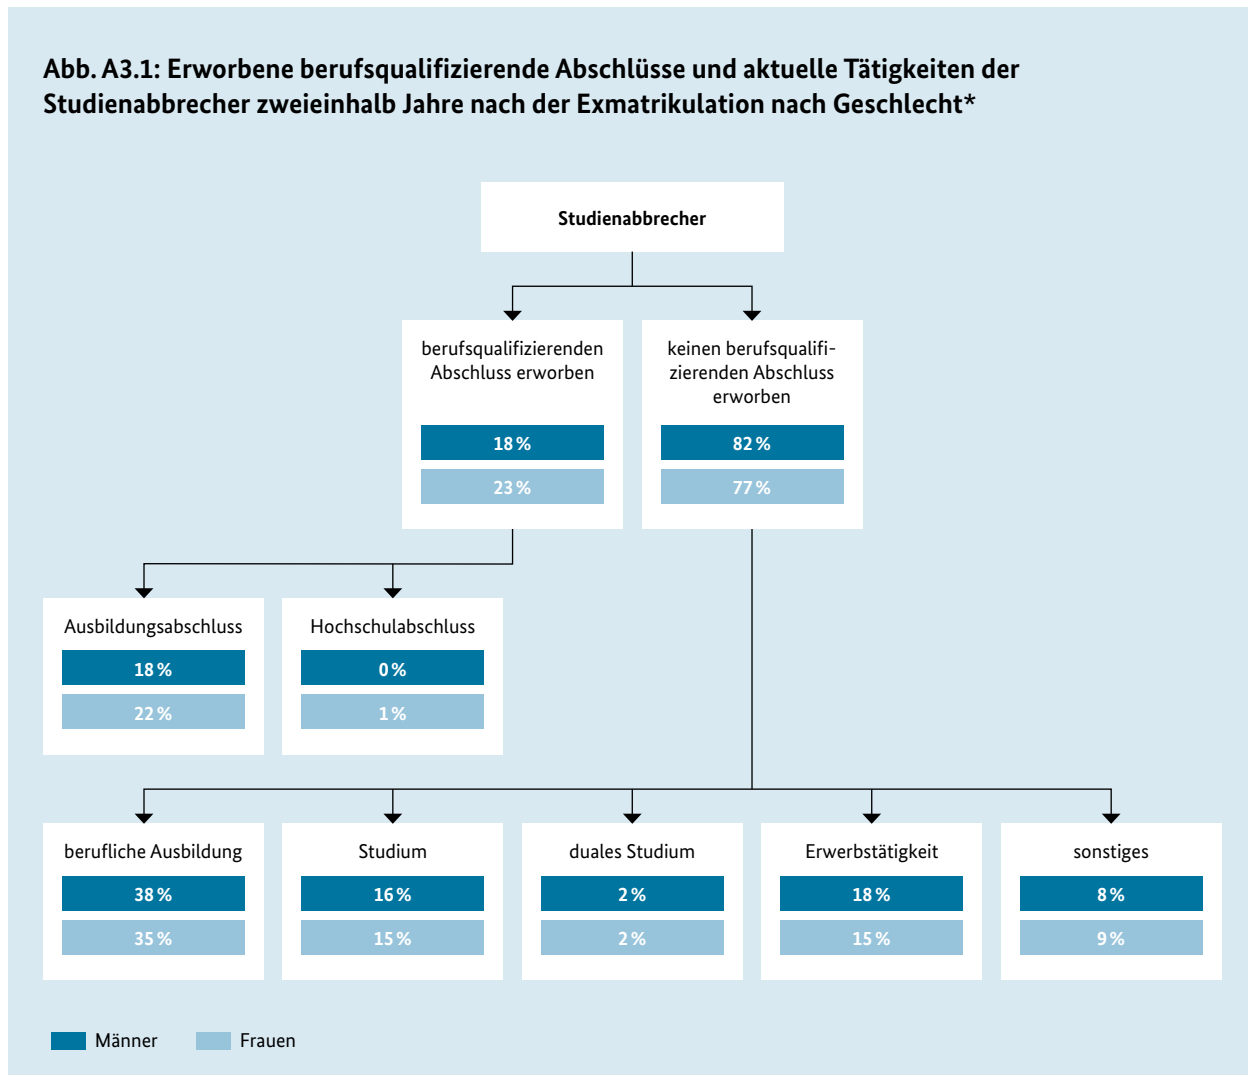 Abb. A3.1: Erworbene berufsqualifizierende Abschlüsse und aktuelle Tätigkeiten der
Studienabbrecher zweieinhalb Jahre nach der Exmatrikulation nach Geschlecht*
Studienabbrecher
berufsqualifizierenden
Abschluss erworben
18 %
23 %
keinen berufsqualifi-
zierenden Abschluss
erworben
82 %
77 %
Ausbildungsabschluss
18 %
22 %
Hochschulabschluss
0 %
1 %
berufliche Ausbildung
38 %
35 %
Studium
16 %
15 %
duales Studium
2 %
2 %
Erwerbstätigkeit
18 %
15 %
sonstiges
8 %
9 %
Männer
Frauen